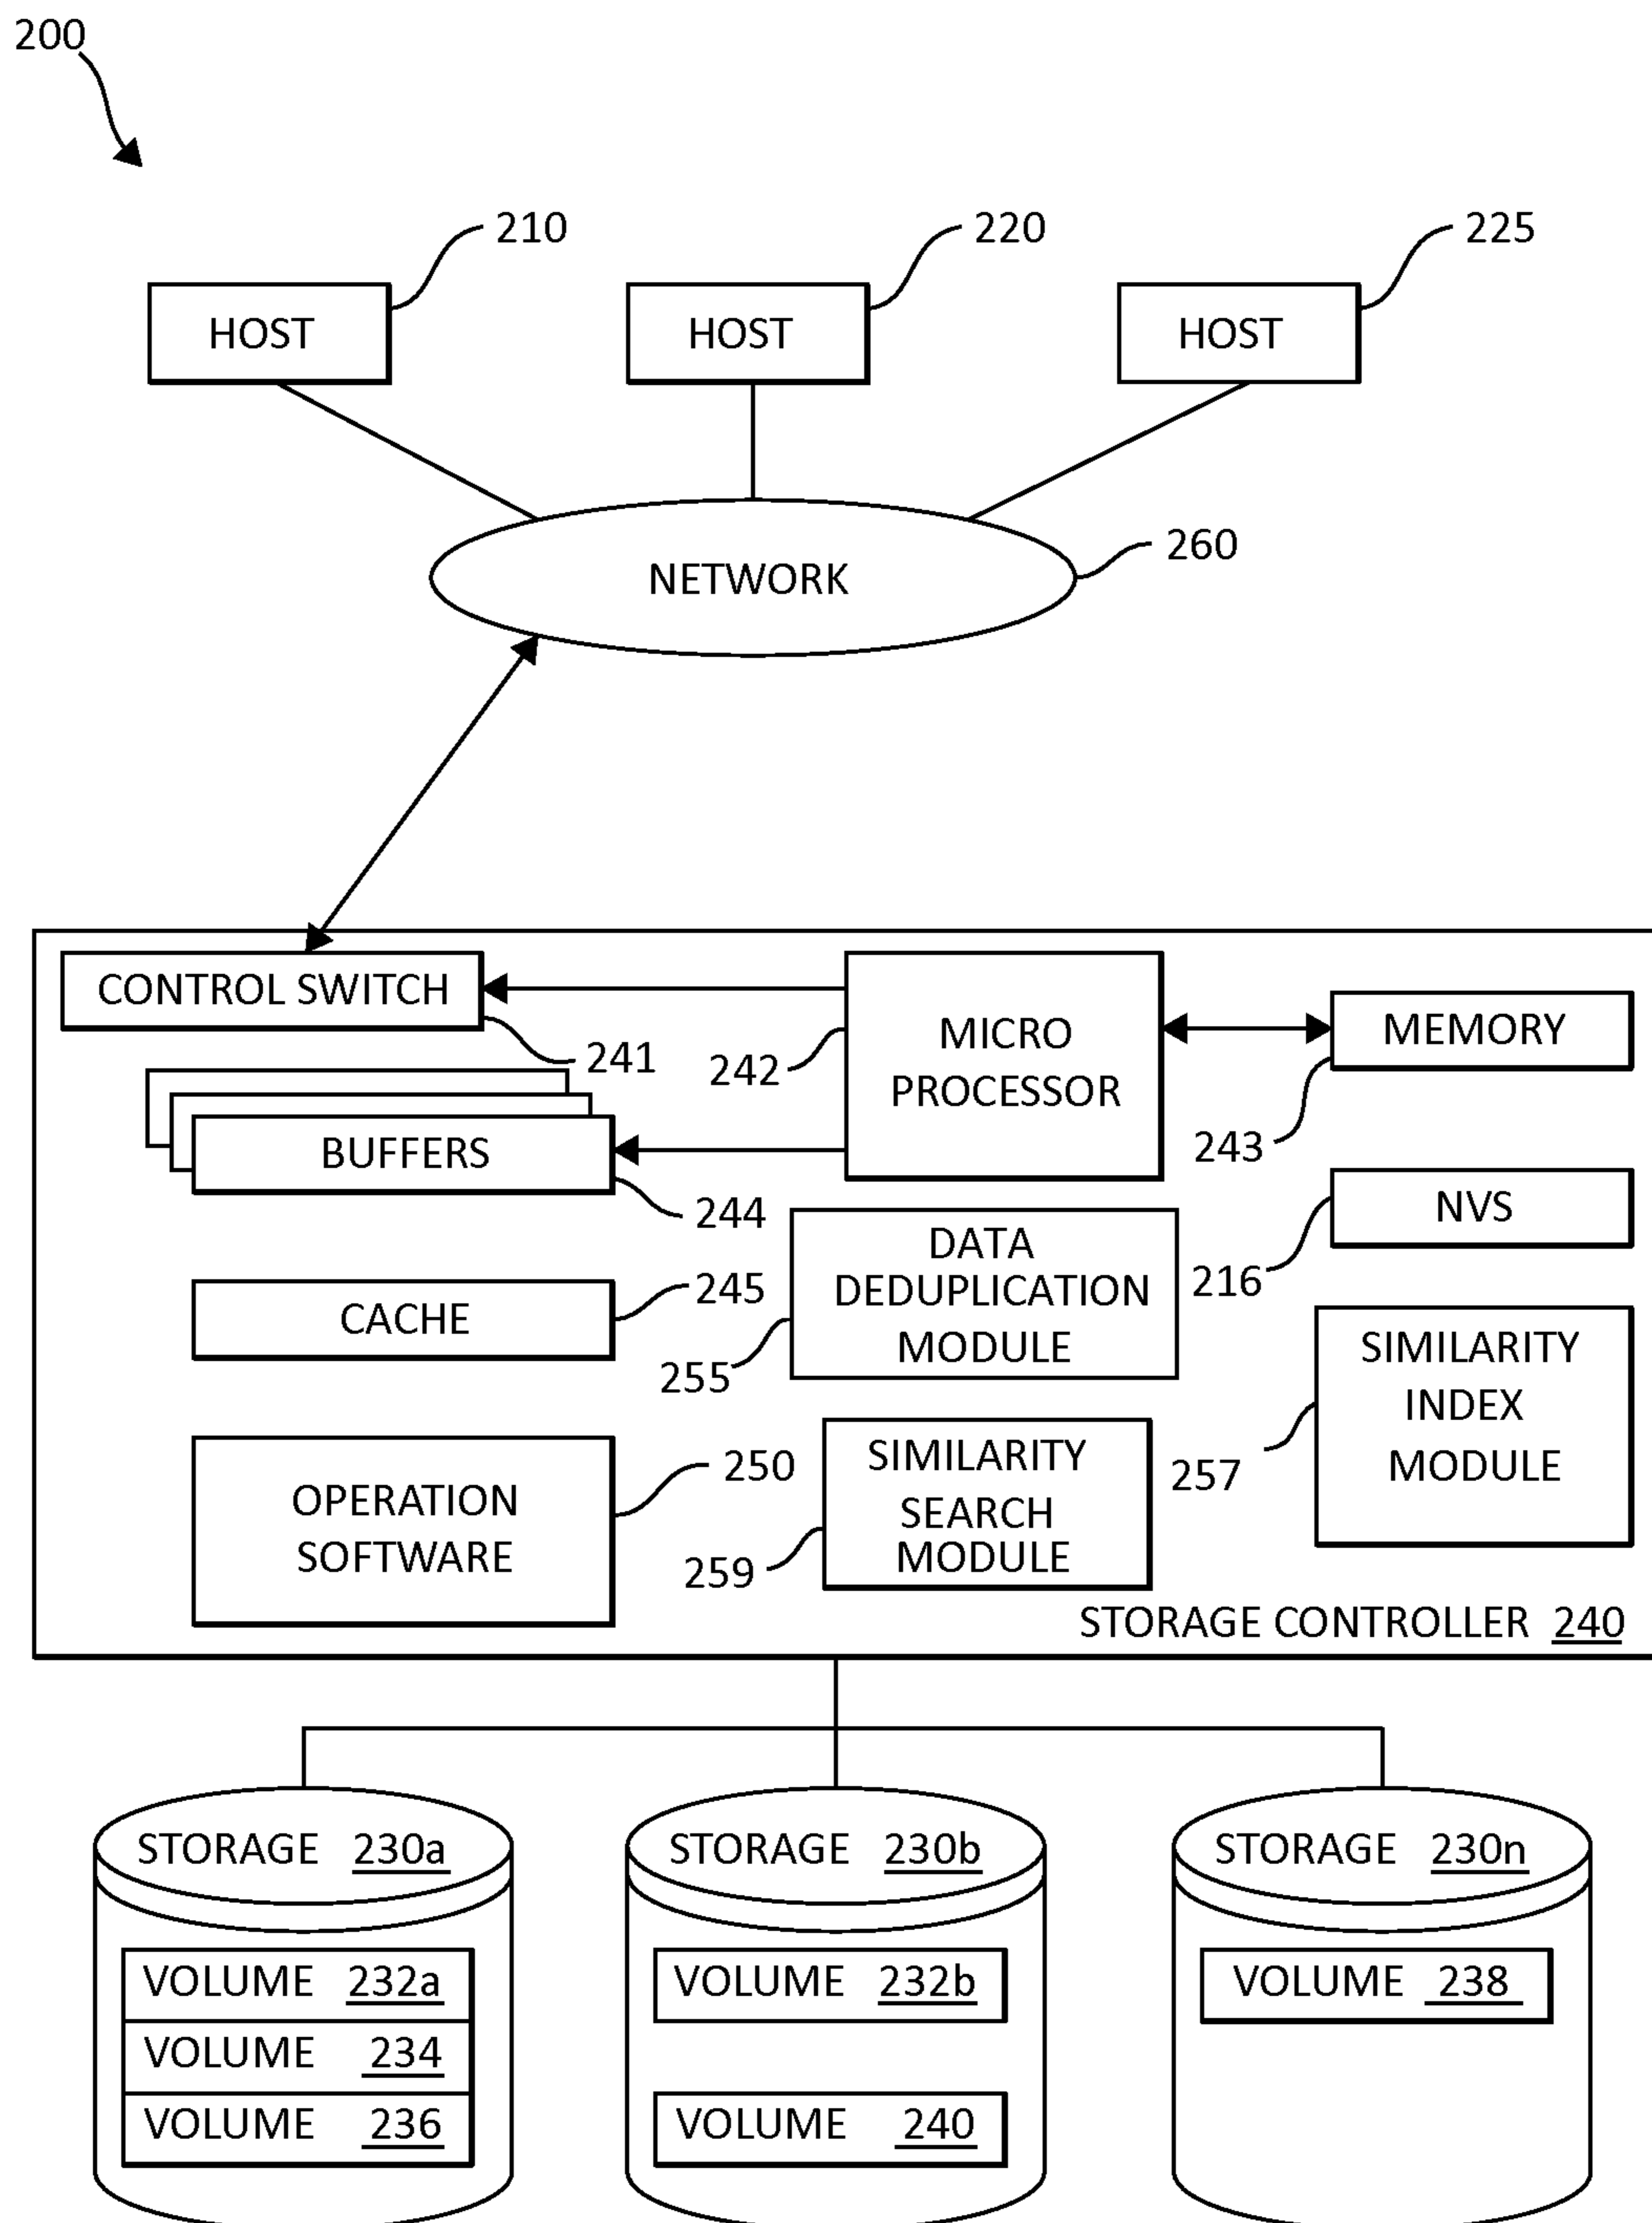 200
210
220
225
HOST
HOST
HOST
260
NETWORK
CONTROL SWITCH
241
242
MICRO
PROCESSOR
MEMORY
243
BUFFERS
244
NVS
216
DATA
DEDUPLICATION
MODULE
255
CACHE
245
SIMILARITY
INDEX
MODULE
257
OPERATION
SOFTWARE
250
SIMILARITY
SEARCH
MODULE
259
STORAGE CONTROLLER 240
STORAGE 230a
VOLUME 232a
VOLUME 234
VOLUME 236
STORAGE 230b
VOLUME 232b
VOLUME 240
STORAGE 230n
VOLUME 238